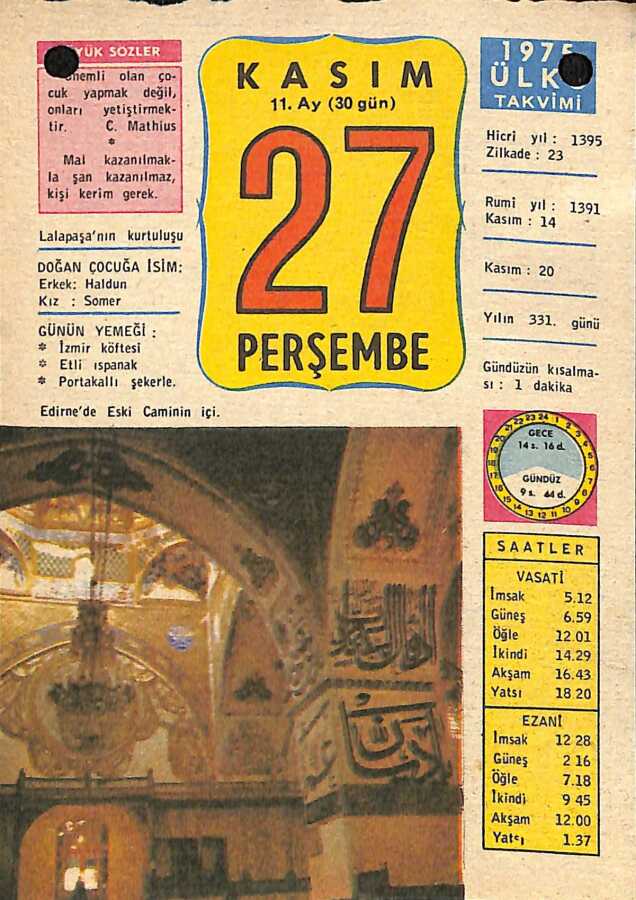 YÜK SÖZLER
nemli olan ço-
cuk yapmak değil,
onları yetiştirmek-
tir. C. Mathius
*
Mal kazanılmak-
la şan kazanılmaz,
kişi kerim gerek.
Lalapaşa'nın kurtuluşu
DOĞAN ÇOCUĞA İSİM:
Erkek: Haldun
Kız : Somer
GÜNÜN YEMEĞİ :
* İzmir köftesi
* Etli ıspanak
* Portakallı şekerle.
Edirne'de Eski Caminin içi.
KASIM
11. Ay (30 gün)
27
PERŞEMBE
1975
ÜLK
TAKVİMİ
Hicri yıl : 1395
Zilkade : 23
Rumi yıl : 1391
Kasım : 14
Kasım : 20
Yılın 331. günü
Gündüzün kısalma-
sı : 1 dakika
GECE
14 s. 16 d.
GÜNDÜZ
9 s. 44 d.
SAATLER
VASATİ
İmsak 5.12
Güneş 6.59
Öğle 12.01
İkindi 14.29
Akşam 16.43
Yatsı 18 20
EZANİ
İmsak 12 28
Güneş 2 16
Öğle 7.18
İkindi 9 45
Akşam 12.00
Yatsı 1.37